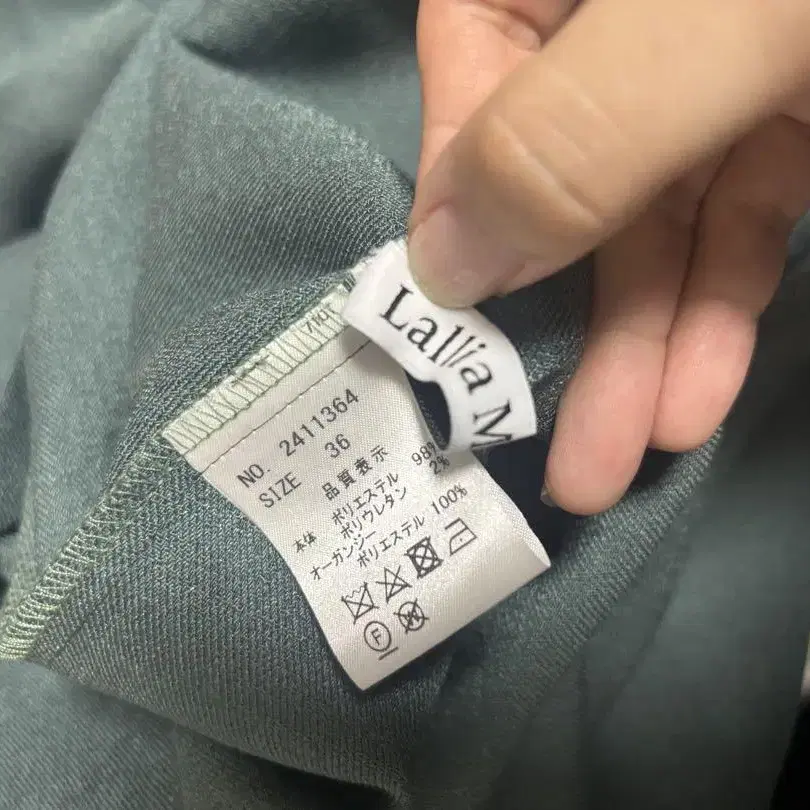 Lallia M
NO. 2411364
SIZE 36
品質表示
本体 ポリエステル 98%
ポリウレタン 2%
オーガンジー
ポリエステル 100%
F
W